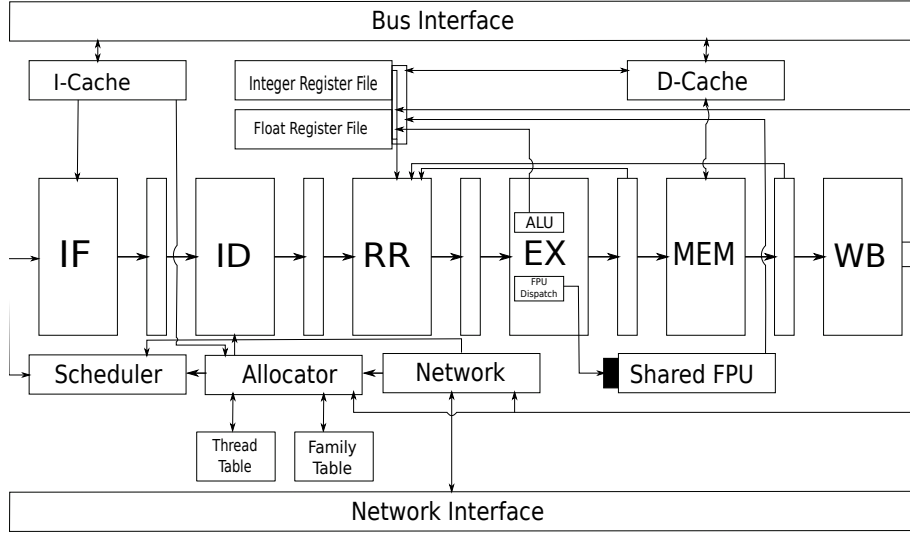 Bus Interface
I-Cache
Integer Register File
Float Register File
D-Cache
IF
ID
RR
EX
ALU
FPU
Dispatch
MEM
WB
Scheduler
Allocator
Network
Shared FPU
Thread
Table
Family
Table
Network Interface